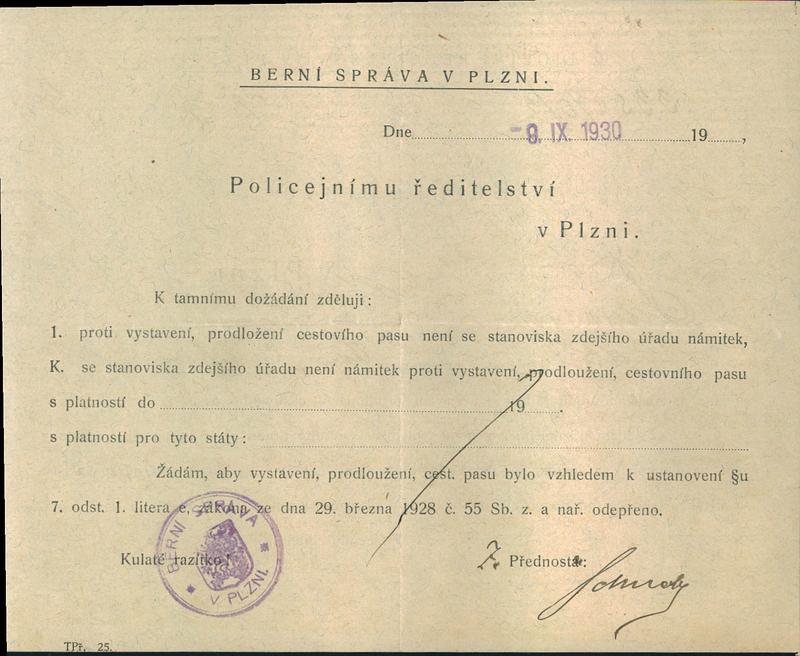 BERNÍ SPRÁVA V PLZNI.
Dne -9. IX. 1930 19 ,
Policejnímu ředitelství
v Plzni.
K tamnímu dožádání zděluji:
1. proti vystavení, prodložení cestovího pasu není se stanoviska zdejšího úřadu námitek,
K. se stanoviska zdejšího úřadu není námitek proti vystavení, prodloužení, cestovního pasu
s platností do 19 .
s platností pro tyto státy:
Žádám, aby vystavení, prodloužení, cest. pasu bylo vzhledem k ustanovení §u
7. odst. 1. litera e, zákona ze dna 29. března 1928 č. 55 Sb. z. a nař. odepřeno.
Kulaté razítko!
Z. Přednosta:
BERNÍ SPRÁVA
V PLZNI.
TPř. 25.